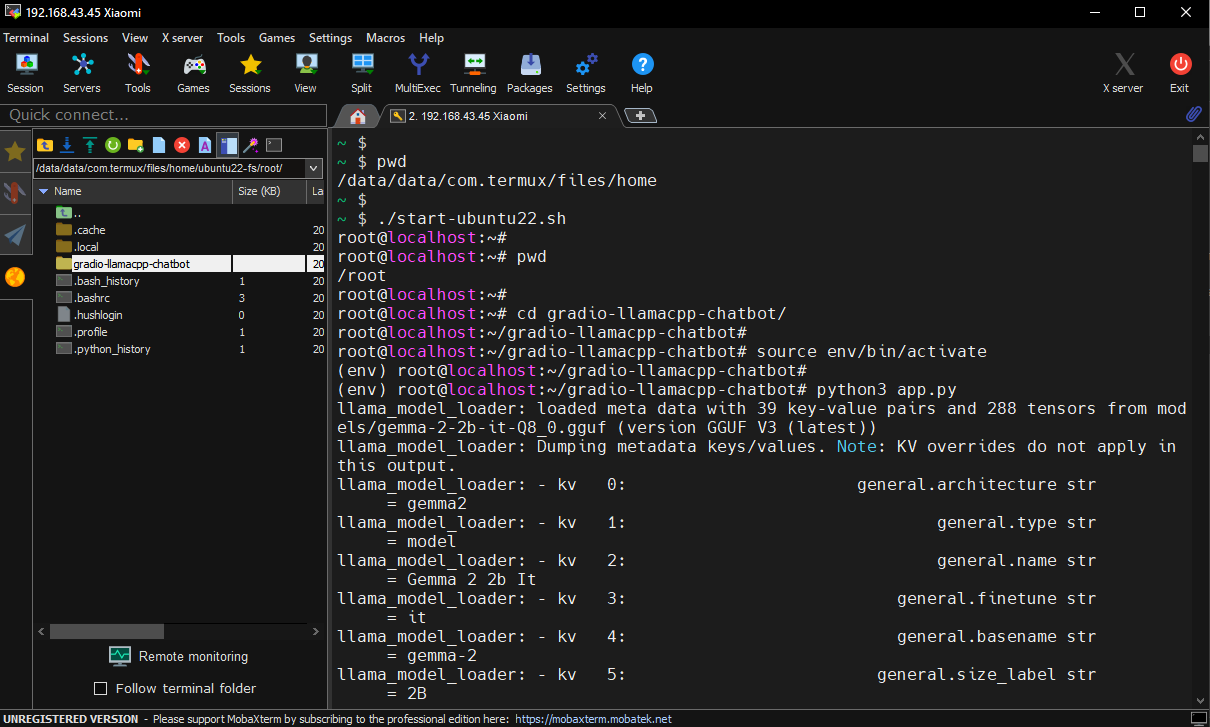 192.168.43.45 Xiaomi
Terminal Sessions View X server Tools Games Settings Macros Help
Session Servers Tools Games Sessions View Split MultiExec Tunneling Packages Settings Help X server Exit
Quick connect...
2. 192.168.43.45 Xiaomi
/data/data/com.termux/files/home/ubuntu22-fs/root/
Name Size (KB) La
..
.cache 20
.local 20
gradio-llamacpp-chatbot 20
.bash_history 1 20
.bashrc 3 20
.hushlogin 0 20
.profile 1 20
.python_history 1 20
Remote monitoring
Follow terminal folder
~ $
~ $ pwd
/data/data/com.termux/files/home
~ $
~ $ ./start-ubuntu22.sh
root@localhost:~#
root@localhost:~# pwd
/root
root@localhost:~#
root@localhost:~# cd gradio-llamacpp-chatbot/
root@localhost:~/gradio-llamacpp-chatbot#
root@localhost:~/gradio-llamacpp-chatbot# source env/bin/activate
(env) root@localhost:~/gradio-llamacpp-chatbot#
(env) root@localhost:~/gradio-llamacpp-chatbot# python3 app.py
llama_model_loader: loaded meta data with 39 key-value pairs and 288 tensors from mod
els/gemma-2-2b-it-Q8_0.gguf (version GGUF V3 (latest))
llama_model_loader: Dumping metadata keys/values. Note: KV overrides do not apply in
this output.
llama_model_loader: - kv 0: general.architecture str
= gemma2
llama_model_loader: - kv 1: general.type str
= model
llama_model_loader: - kv 2: general.name str
= Gemma 2 2b It
llama_model_loader: - kv 3: general.finetune str
= it
llama_model_loader: - kv 4: general.basename str
= gemma-2
llama_model_loader: - kv 5: general.size_label str
= 2B
UNREGISTERED VERSION - Please support MobaXterm by subscribing to the professional edition here: https://mobaxterm.mobatek.net